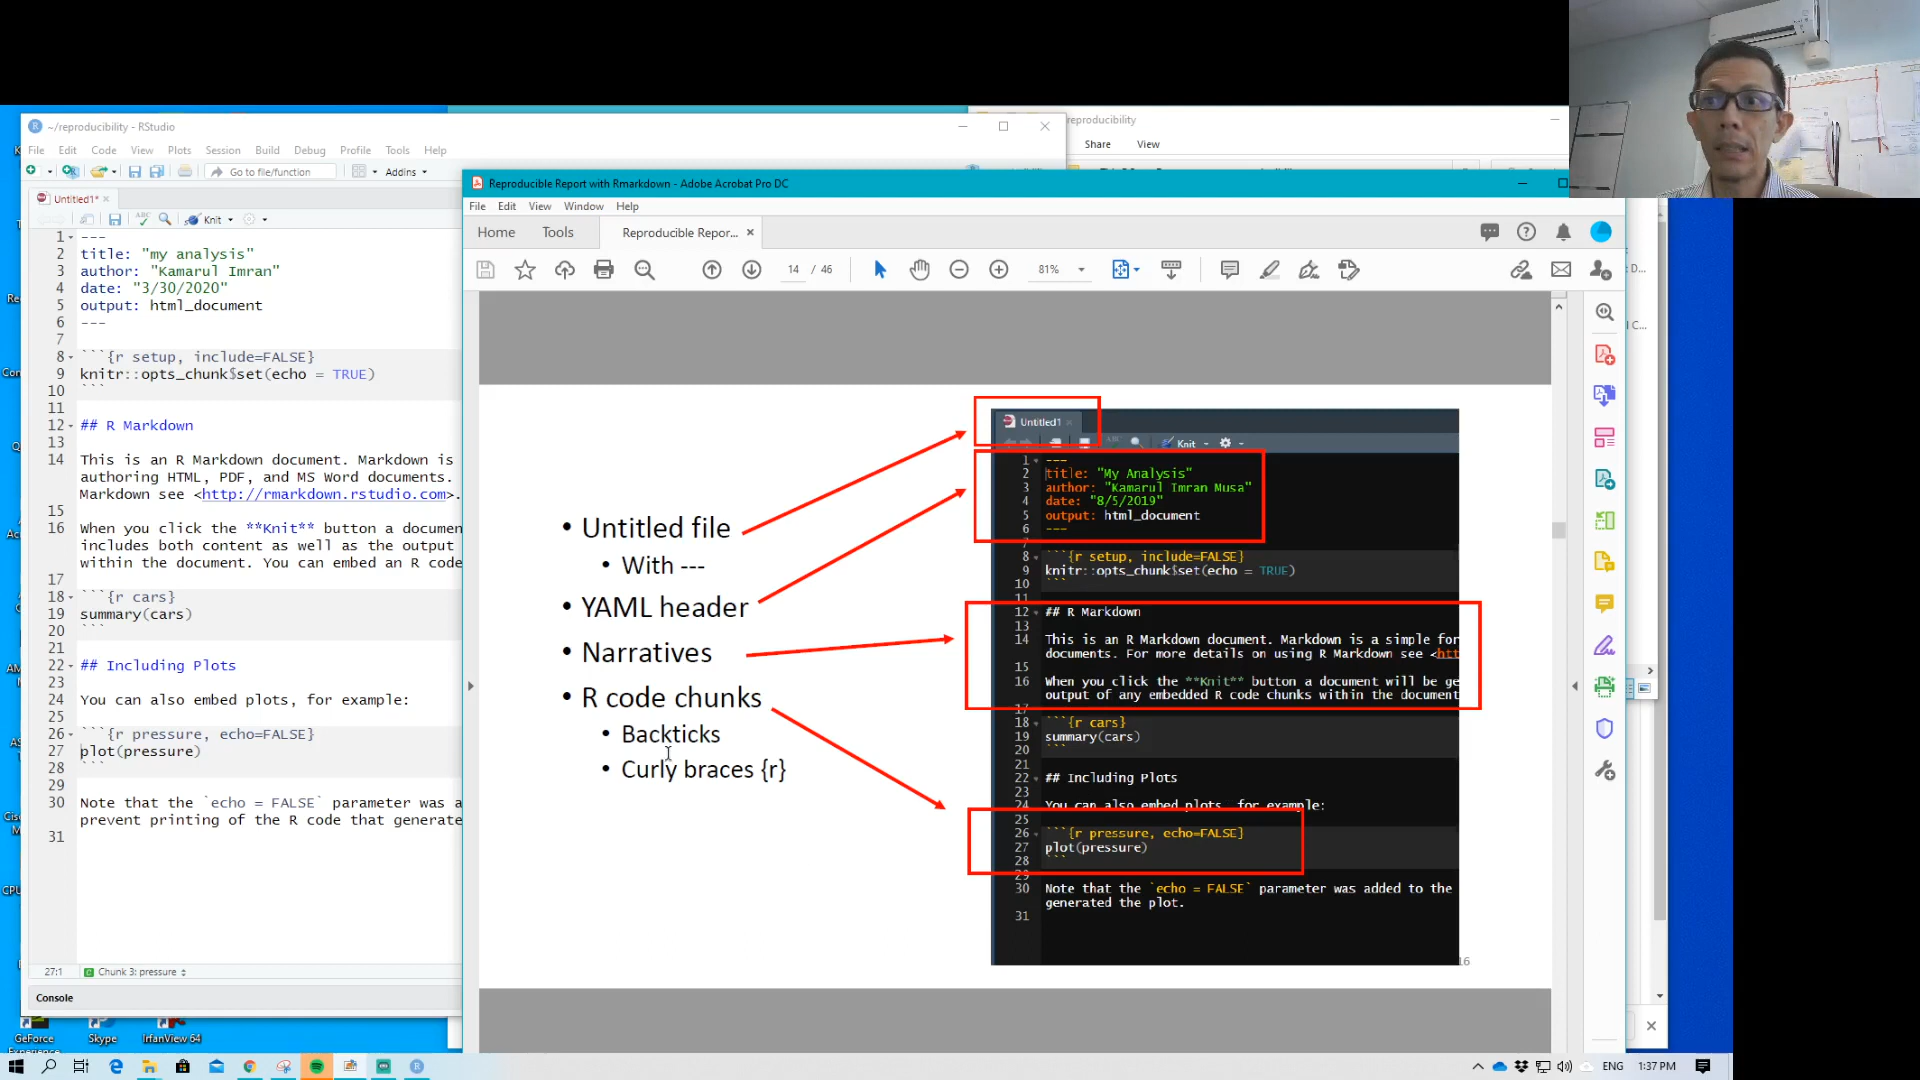 ~/reproducibility - RStudio
File Edit Code View Plots Session Build Debug Profile Tools Help
Go to file/function
Addins
Untitled1*
Knit
1 ---
2 title: "my analysis"
3 author: "Kamarul Imran"
4 date: "3/30/2020"
5 output: html_document
6 ---
7
8 ```{r setup, include=FALSE}
9 knitr::opts_chunk$set(echo = TRUE)
10 ```
11
12 ## R Markdown
13
14 This is an R Markdown document. Markdown is
authoring HTML, PDF, and MS Word documents.
Markdown see <http://rmarkdown.rstudio.com>.
15
16 When you click the **Knit** button a documen
includes both content as well as the output
within the document. You can embed an R code
17
18 ```{r cars}
19 summary(cars)
20 ```
21
22 ## Including Plots
23
24 You can also embed plots, for example:
25
26 ```{r pressure, echo=FALSE}
27 plot(pressure)
28 ```
29
30 Note that the `echo = FALSE` parameter was a
prevent printing of the R code that generate
31
27:1 Chunk 3: pressure
Console
GeForce
Skype
IrfanView 64
reproducibility
Share View
Reproducible Report with Rmarkdown - Adobe Acrobat Pro DC
File Edit View Window Help
Home Tools Reproducible Repor...
14 / 46
81%
• Untitled file
• With ---
• YAML header
• Narratives
• R code chunks
• Backticks
• Curly braces {r}
Untitled1
Knit
1 ---
2 title: "My Analysis"
3 author: "Kamarul Imran Musa"
4 date: "8/5/2019"
5 output: html_document
6 ---
7
8 ```{r setup, include=FALSE}
9 knitr::opts_chunk$set(echo = TRUE)
10 ```
11
12 ## R Markdown
13
14 This is an R Markdown document. Markdown is a simple for
documents. For more details on using R Markdown see <htt
15
16 When you click the **Knit** button a document will be ge
output of any embedded R code chunks within the document
17
18 ```{r cars}
19 summary(cars)
20 ```
21
22 ## Including Plots
23
24 You can also embed plots, for example:
25
26 ```{r pressure, echo=FALSE}
27 plot(pressure)
28 ```
29
30 Note that the `echo = FALSE` parameter was added to the
generated the plot.
31
16
ENG 1:37 PM